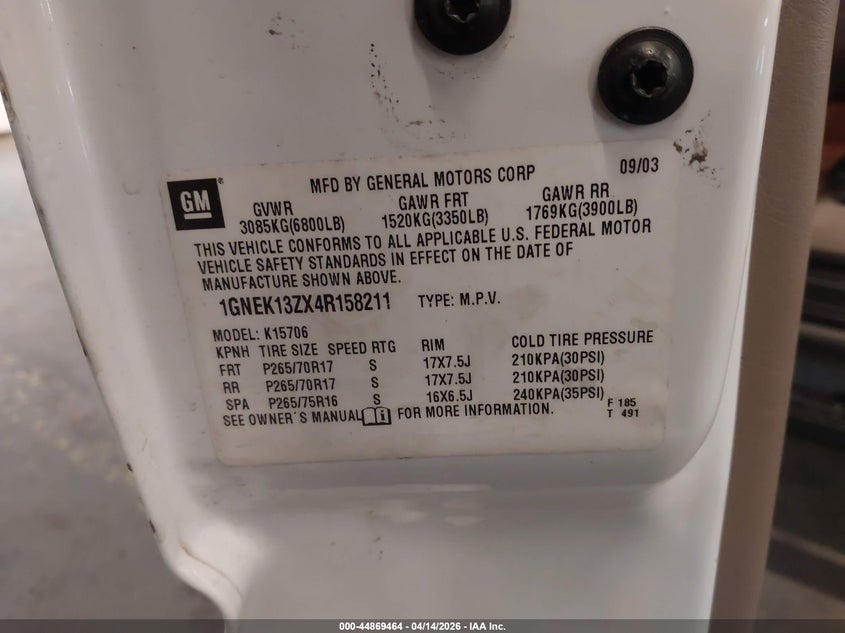 GM
MFD BY GENERAL MOTORS CORP 09/03
GVWR GAWR FRT GAWR RR
3085KG(6800LB) 1520KG(3350LB) 1769KG(3900LB)
THIS VEHICLE CONFORMS TO ALL APPLICABLE U.S. FEDERAL MOTOR
VEHICLE SAFETY STANDARDS IN EFFECT ON THE DATE OF
MANUFACTURE SHOWN ABOVE.
1GNEK13ZX4R158211 TYPE: M.P.V.
MODEL: K15706
KPNH TIRE SIZE SPEED RTG RIM COLD TIRE PRESSURE
FRT P265/70R17 S 17X7.5J 210KPA(30PSI)
RR P265/70R17 S 17X7.5J 210KPA(30PSI)
SPA P265/75R16 S 16X6.5J 240KPA(35PSI)
SEE OWNER'S MANUAL FOR MORE INFORMATION.
F 185
T 491
000-44869464 | 04/14/2026 - IAA Inc.